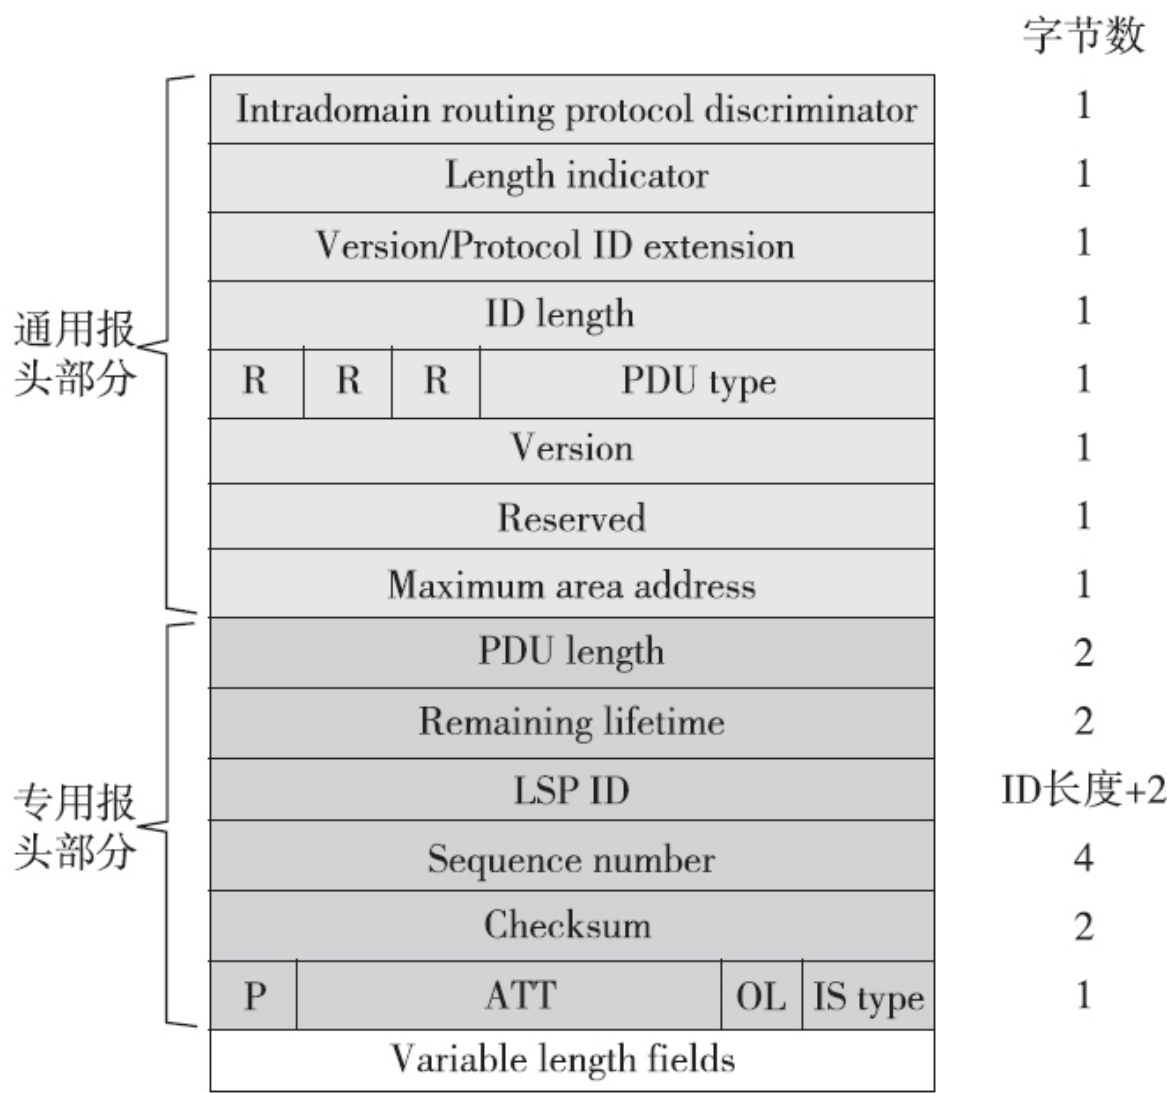 字节数
Intradomain routing protocol discriminator 1
Length indicator 1
Version/Protocol ID extension 1
ID length 1
通用报
头部分
R R R PDU type 1
Version 1
Reserved 1
Maximum area address 1
PDU length 2
Remaining lifetime 2
LSP ID ID长度+2
专用报
头部分
Sequence number 4
Checksum 2
P ATT OL IS type 1
Variable length fields